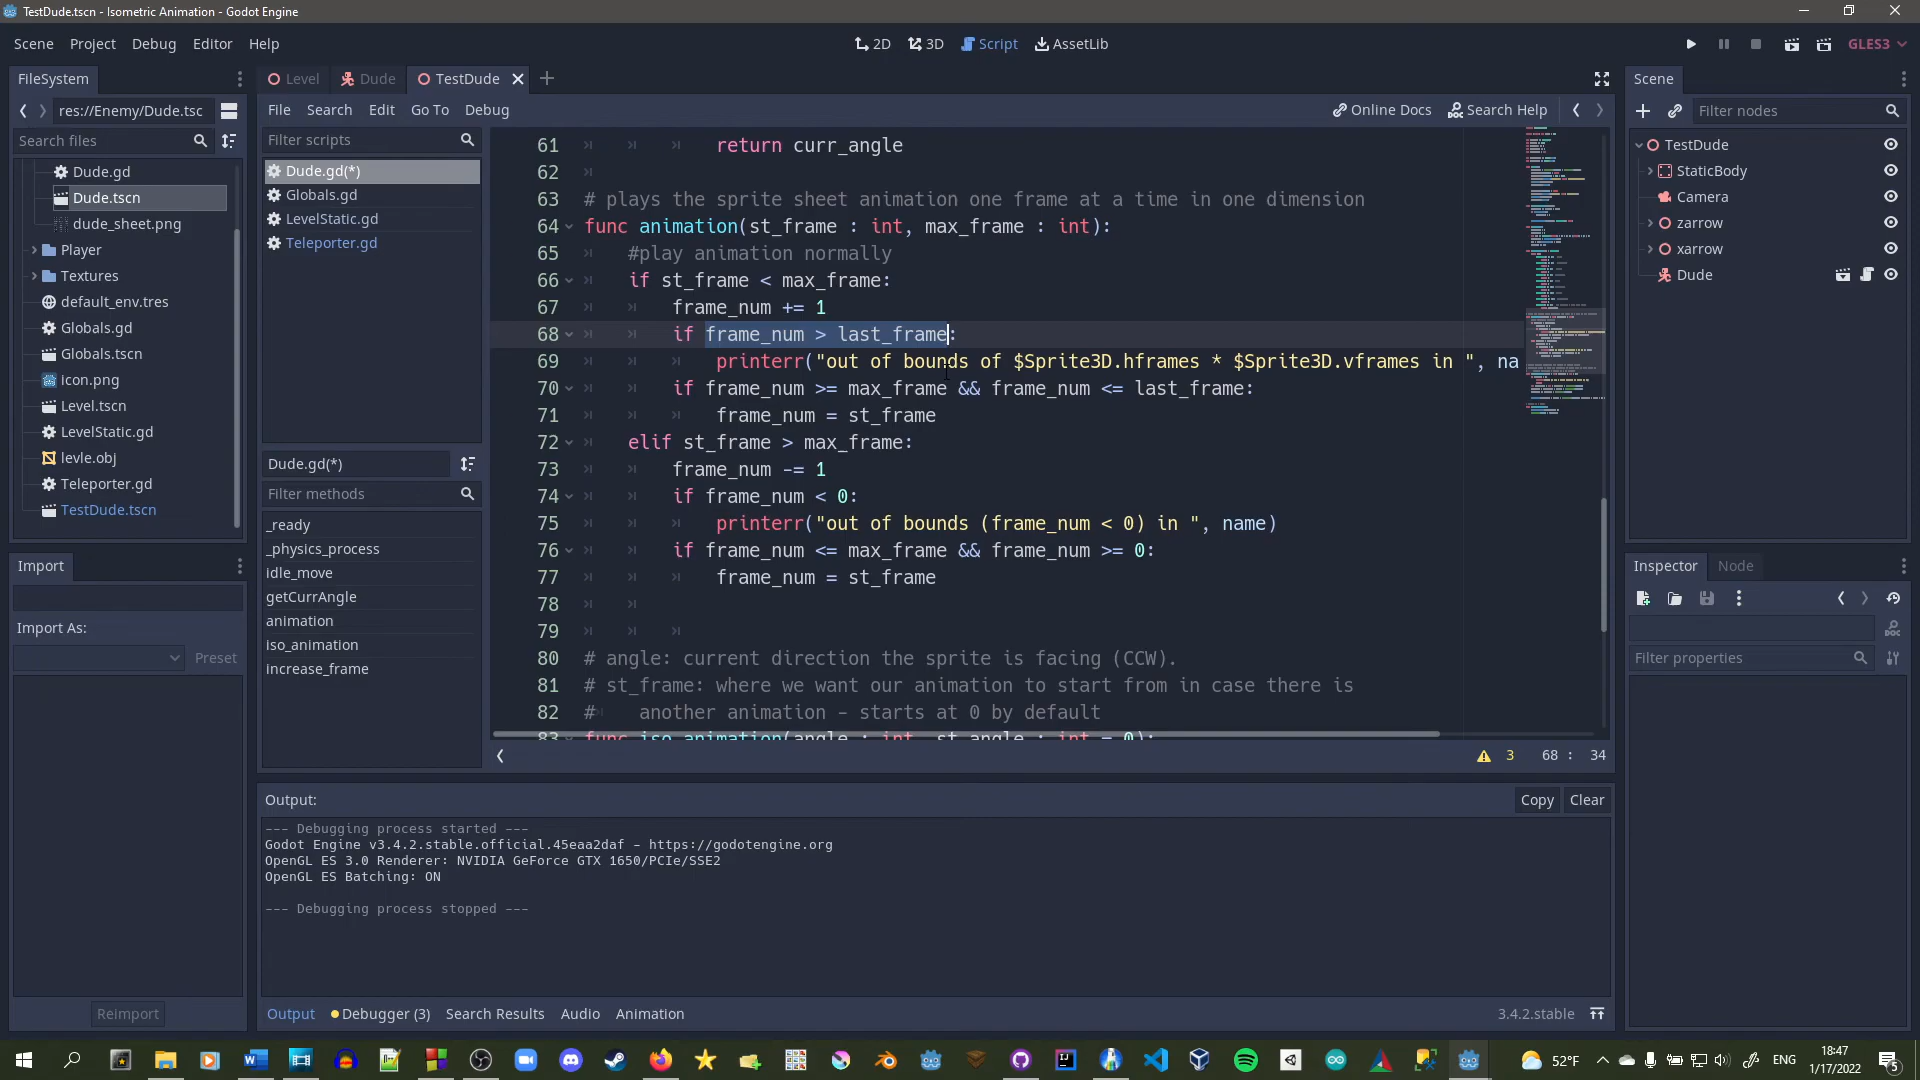 TestDude.tscn - Isometric Animation - Godot Engine
Scene Project Debug Editor Help
2D 3D Script AssetLib
GLES3
FileSystem
res://Enemy/Dude.tsc
Search files
Dude.gd
Dude.tscn
dude_sheet.png
Player
Textures
default_env.tres
Globals.gd
Globals.tscn
icon.png
Level.tscn
LevelStatic.gd
levle.obj
Teleporter.gd
TestDude.tscn
Import
Import As:
Preset
Reimport
Level Dude TestDude
File Search Edit Go To Debug
Online Docs Search Help
Filter scripts
Dude.gd(*)
Globals.gd
LevelStatic.gd
Teleporter.gd
Dude.gd(*)
Filter methods
_ready
_physics_process
idle_move
getCurrAngle
animation
iso_animation
increase_frame
61 return curr_angle
62
63 # plays the sprite sheet animation one frame at a time in one dimension
64 func animation(st_frame : int, max_frame : int):
65 #play animation normally
66 if st_frame < max_frame:
67 frame_num += 1
68 if frame_num > last_frame:
69 printerr("out of bounds of $Sprite3D.hframes * $Sprite3D.vframes in ", na
70 if frame_num >= max_frame && frame_num <= last_frame:
71 frame_num = st_frame
72 elif st_frame > max_frame:
73 frame_num -= 1
74 if frame_num < 0:
75 printerr("out of bounds (frame_num < 0) in ", name)
76 if frame_num <= max_frame && frame_num >= 0:
77 frame_num = st_frame
78
79
80 # angle: current direction the sprite is facing (CCW).
81 # st_frame: where we want our animation to start from in case there is
82 # another animation - starts at 0 by default
83 func iso_animation(angle : int, st_angle : int = 0):
3 68 : 34
Output:
Copy Clear
--- Debugging process started ---
Godot Engine v3.4.2.stable.official.45eaa2daf - https://godotengine.org
OpenGL ES 3.0 Renderer: NVIDIA GeForce GTX 1650/PCIe/SSE2
OpenGL ES Batching: ON
--- Debugging process stopped ---
Output Debugger (3) Search Results Audio Animation
3.4.2.stable
Scene
Filter nodes
TestDude
StaticBody
Camera
zarrow
xarrow
Dude
Inspector Node
Filter properties
52°F
ENG
18:47
1/17/2022
5